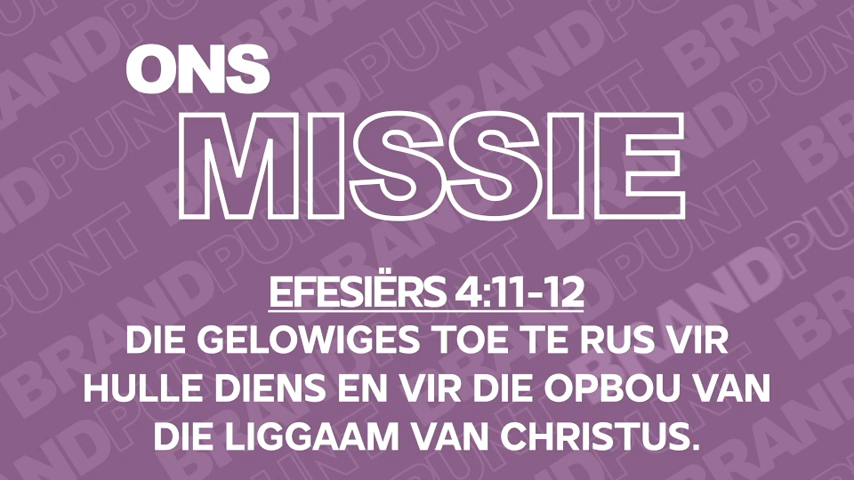 ONS
MISSIE
EFESIËRS 4:11-12
DIE GELOWIGES TOE TE RUS VIR
HULLE DIENS EN VIR DIE OPBOU VAN
DIE LIGGAAM VAN CHRISTUS.
BRANDPUNT